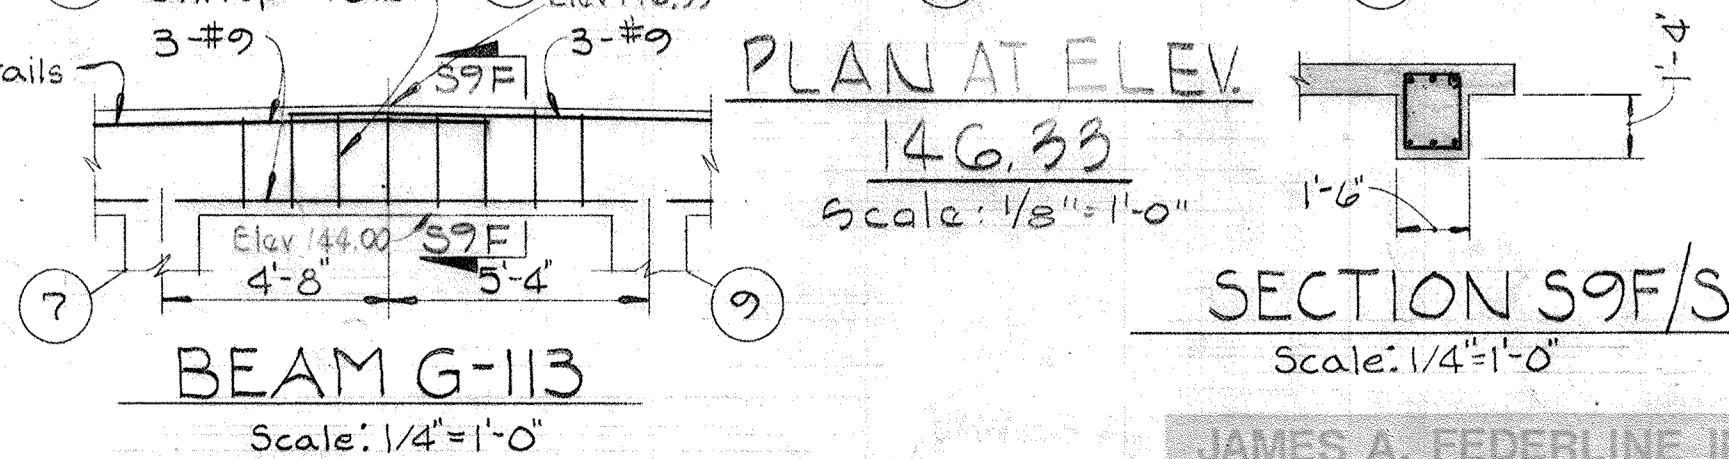 3-#9
3-#9
ails
S9F
PLAN AT ELEV.
146.33
Scale: 1/8"=1'-0"
1'-4"
1'-6"
Elev 144.00
S9F
4'-8"
5'-4"
7
9
BEAM G-113
Scale: 1/4"=1'-0"
SECTION S9F/S
Scale: 1/4"=1'-0"
JAMES A. FEDERLINE